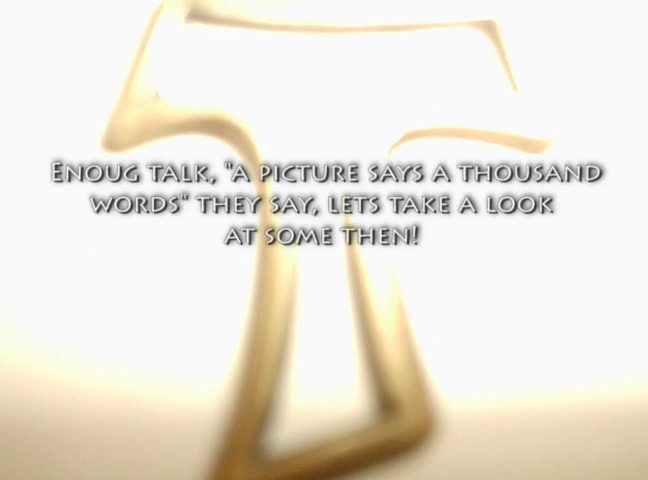 Enoug talk, "a picture says a thousand
words" they say, lets take a look
at some then!